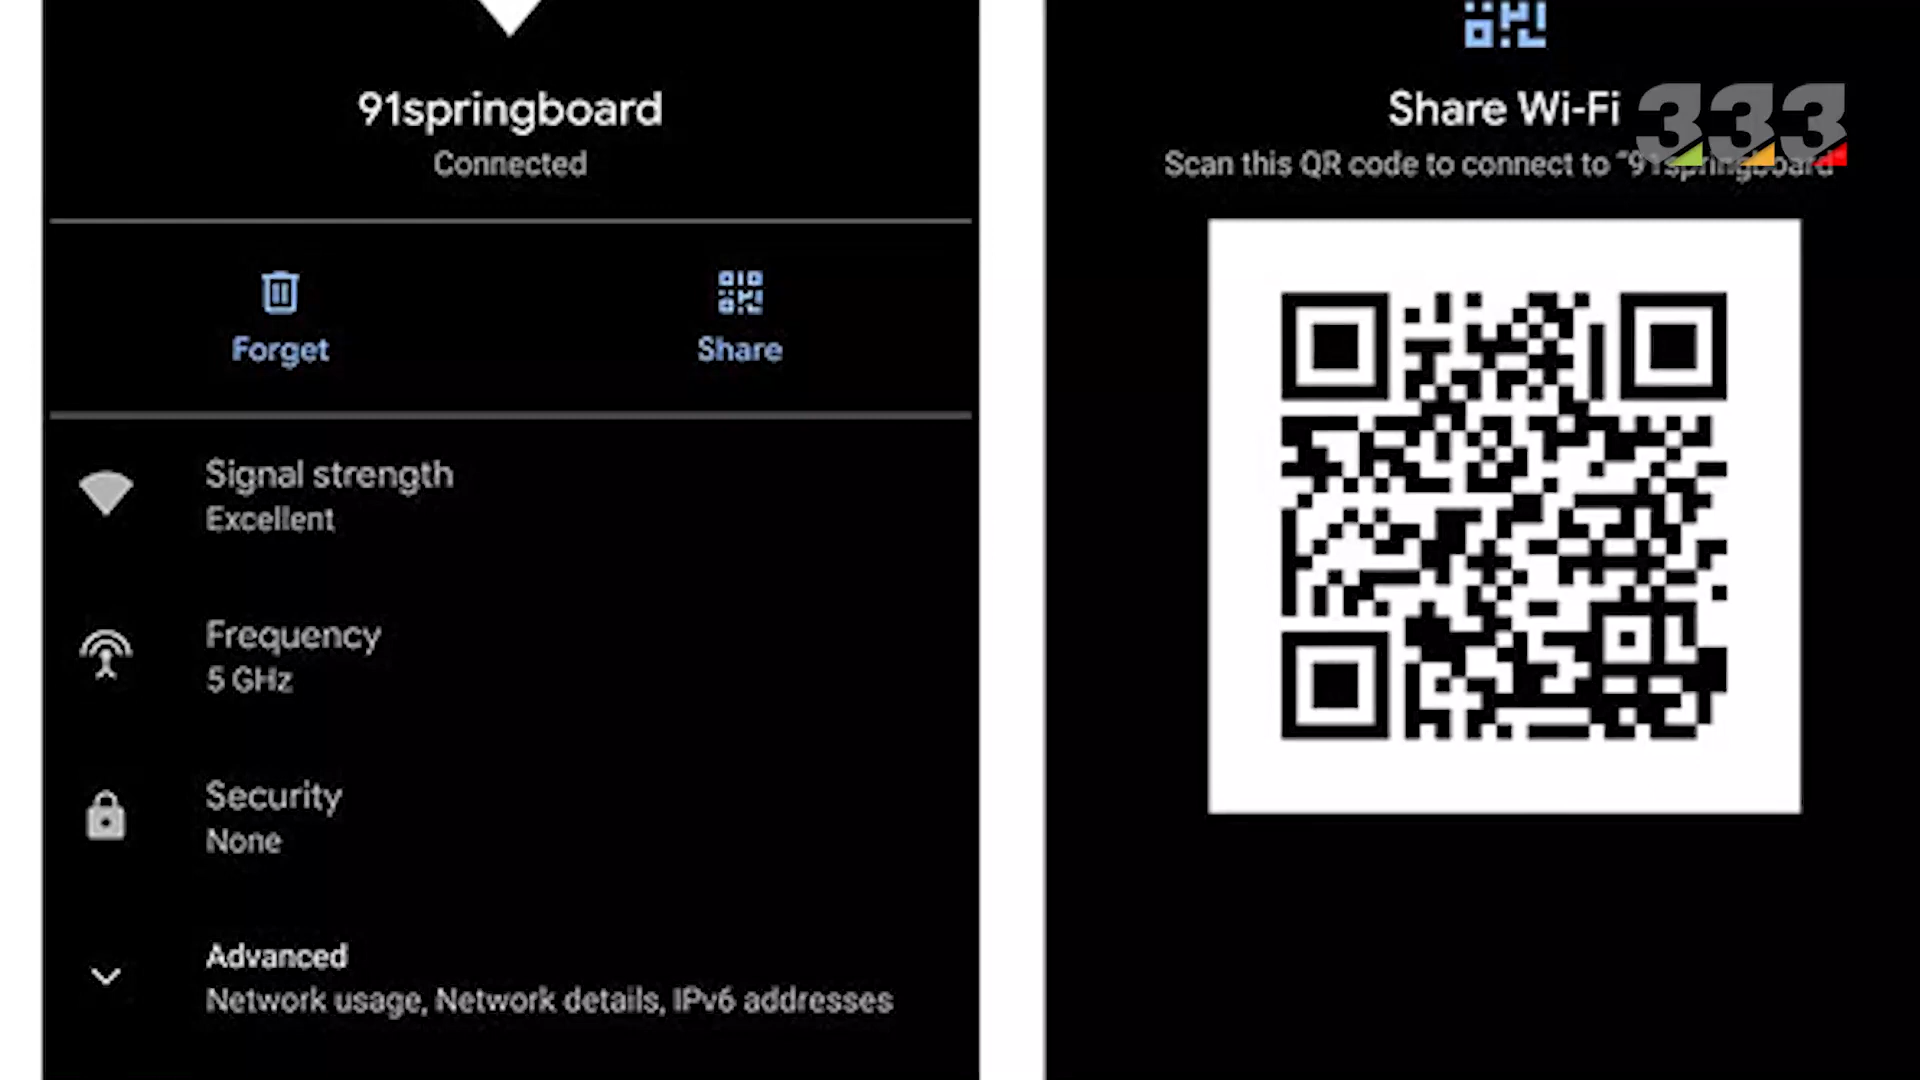 91springboard
Connected
Forget
Share
Signal strength
Excellent
Frequency
5 GHz
Security
None
Advanced
Network usage, Network details, IPv6 addresses
Share Wi-Fi
333
Scan this QR code to connect to "91springboard"